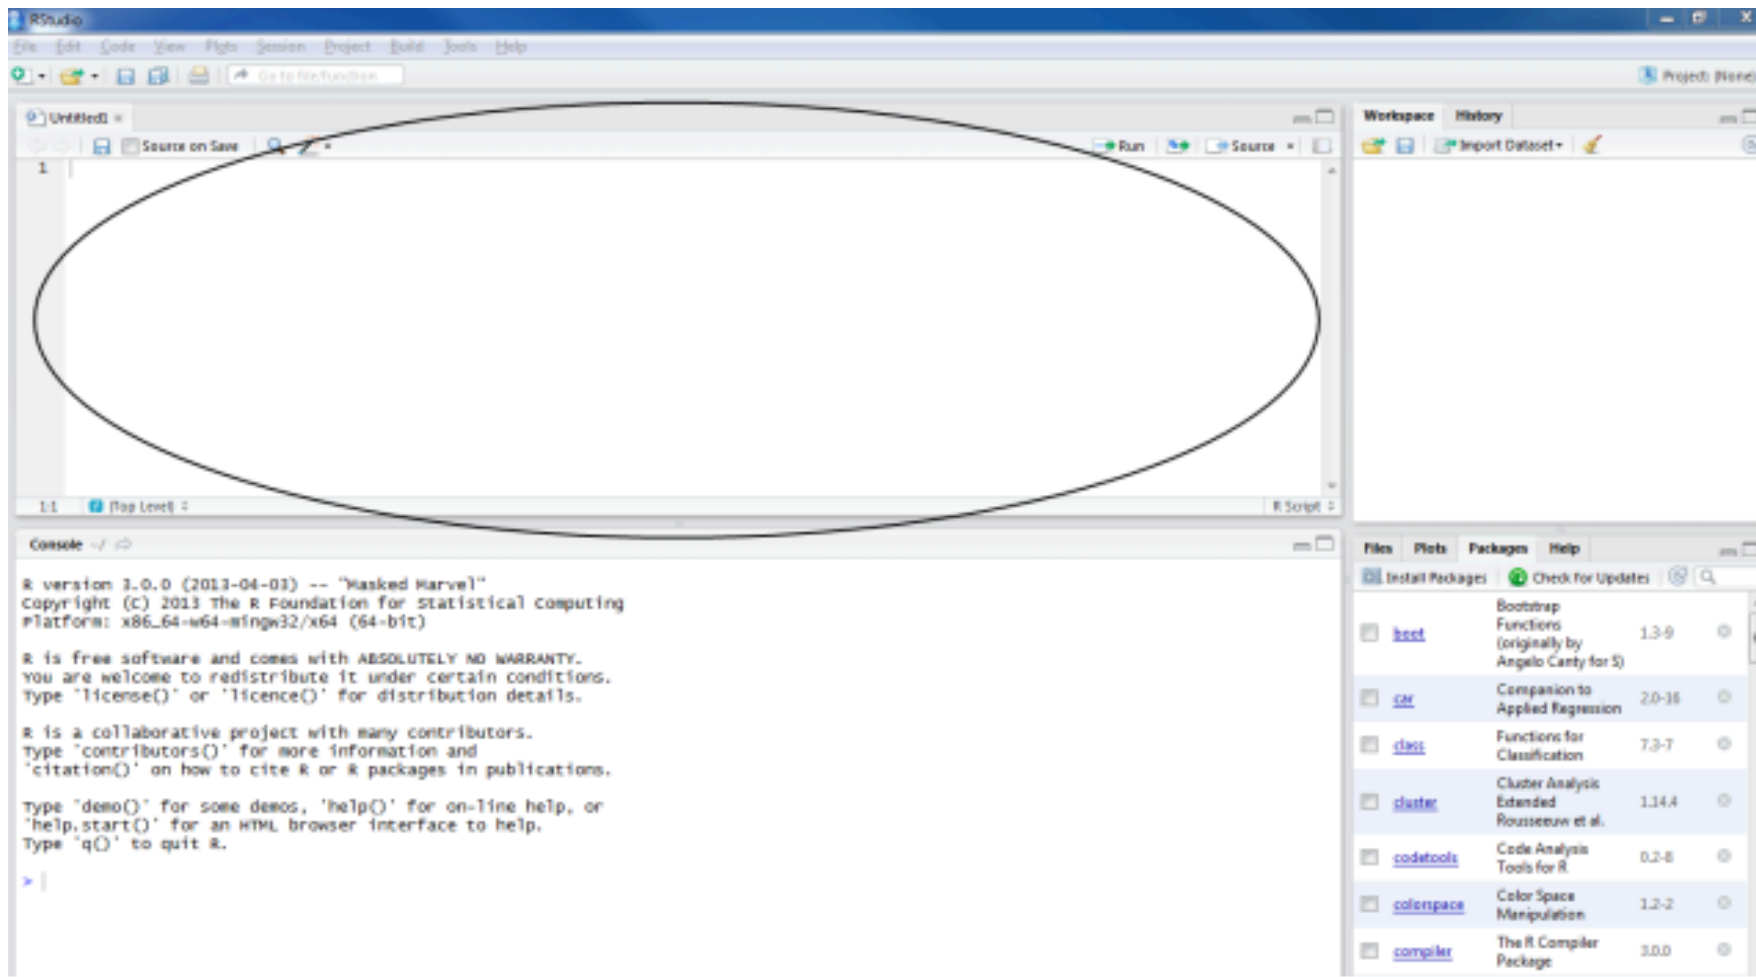 RStudio
File Edit Code View Plots Session Project Build Tools Help
Go to file/function
Project: (None)
Untitled1
Source on Save
Run
Source
1
1:1
(Top Level)
R Script
Console ~/
R version 3.0.0 (2013-04-03) -- "Masked Marvel"
Copyright (C) 2013 The R Foundation for Statistical Computing
Platform: x86_64-w64-mingw32/x64 (64-bit)
R is free software and comes with ABSOLUTELY NO WARRANTY.
You are welcome to redistribute it under certain conditions.
Type 'license()' or 'licence()' for distribution details.
R is a collaborative project with many contributors.
Type 'contributors()' for more information and
'citation()' on how to cite R or R packages in publications.
Type 'demo()' for some demos, 'help()' for on-line help, or
'help.start()' for an HTML browser interface to help.
Type 'q()' to quit R.
>
Workspace History
Import Dataset
Files Plots Packages Help
Install Packages Check for Updates
boot Bootstrap Functions (originally by Angelo Canty for S) 1.3-9
car Companion to Applied Regression 2.0-16
class Functions for Classification 7.3-7
cluster Cluster Analysis Extended Rousseeuw et al. 1.14.4
codetools Code Analysis Tools for R 0.2-8
colorspace Color Space Manipulation 1.2-2
compiler The R Compiler Package 3.0.0